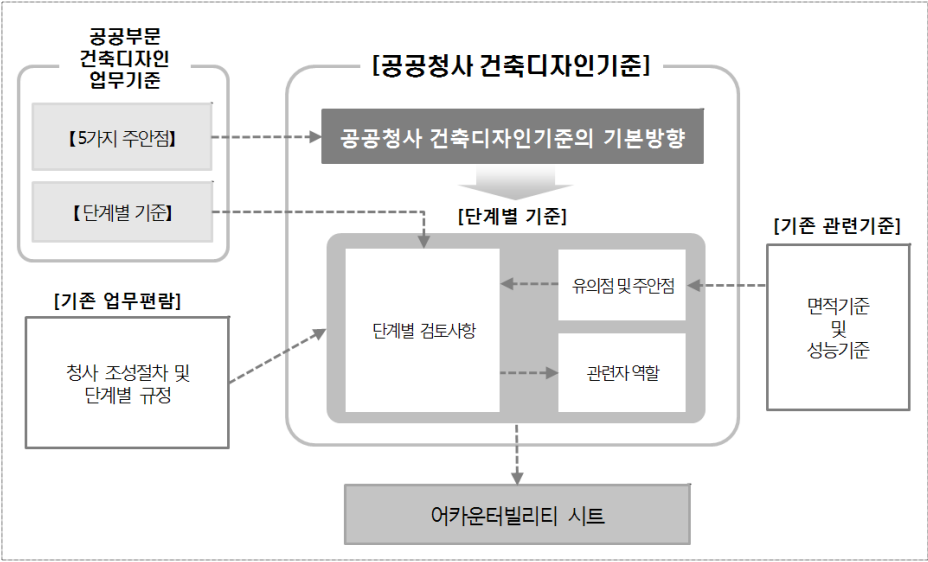 공공부문
건축디자인
업무기준
【5가지 주안점】
【단계별 기준】
[공공청사 건축디자인기준]
공공청사 건축디자인기준의 기본방향
[단계별 기준]
단계별 검토사항
유의점 및 주안점
관련자 역할
[기존 관련기준]
면적기준
및
성능기준
[기존 업무편람]
청사 조성절차 및
단계별 규정
어카운터빌리티 시트